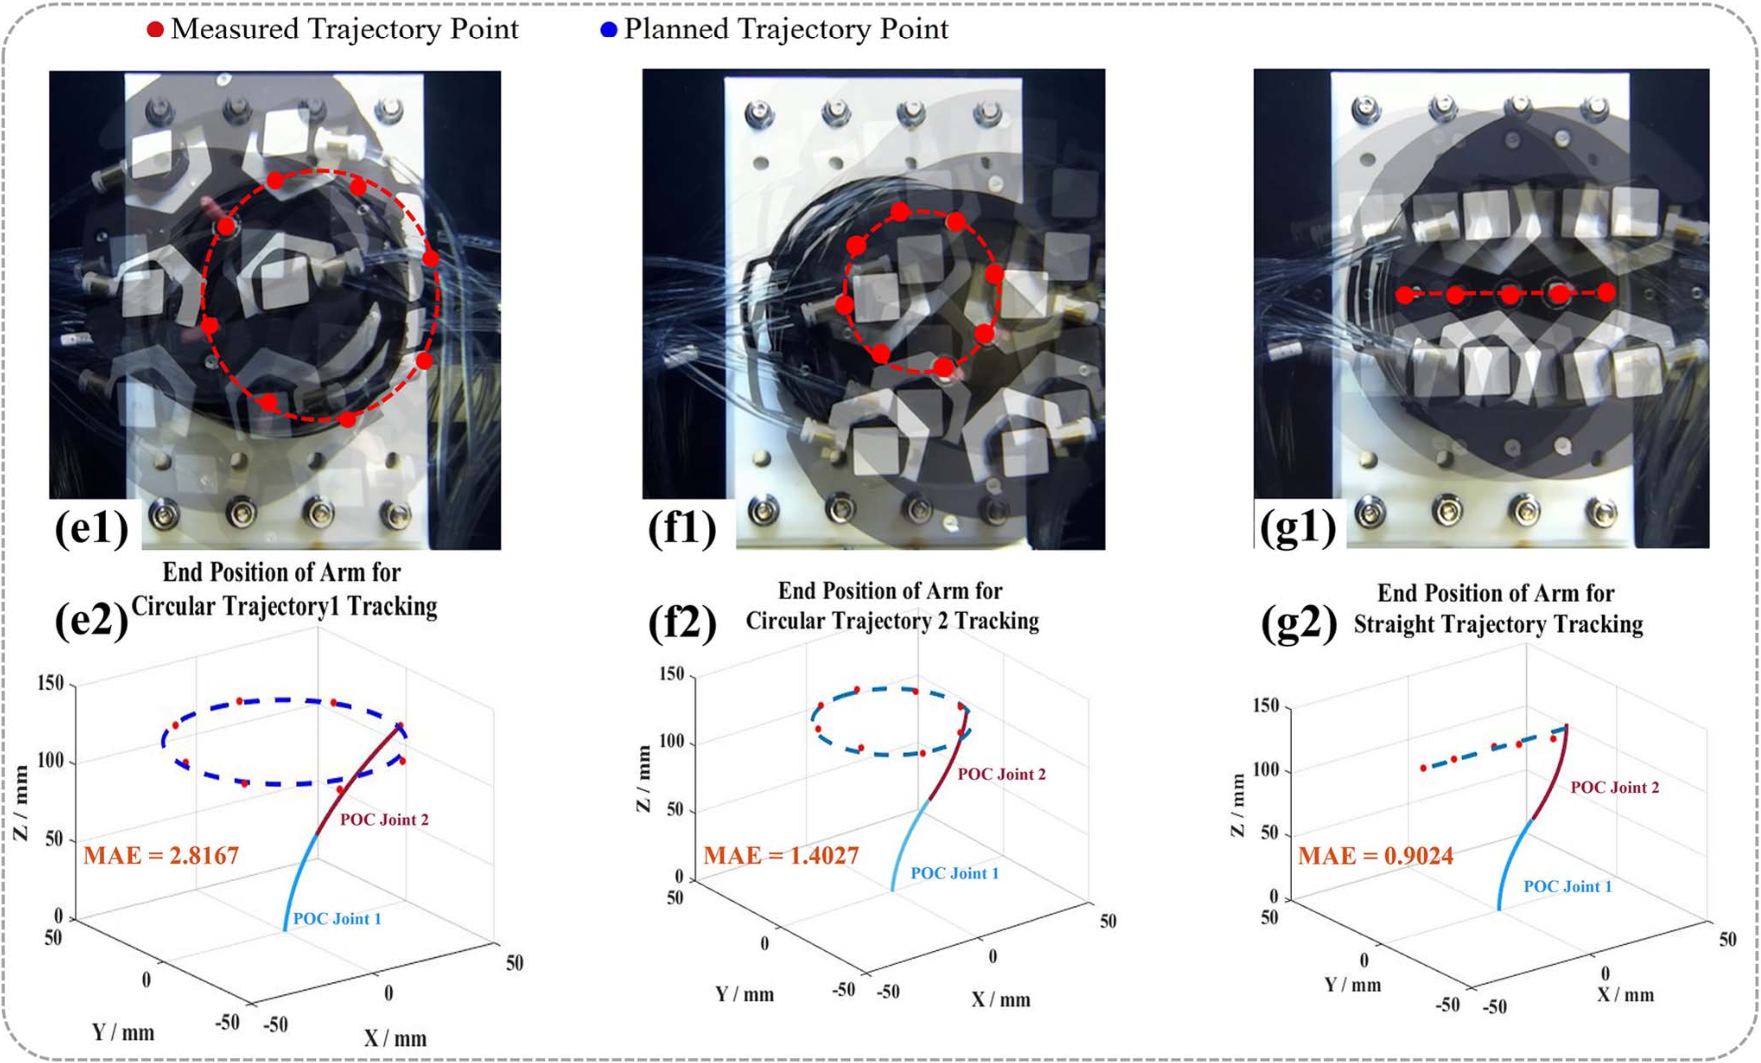 Measured Trajectory Point
Planned Trajectory Point
(e1)
(f1)
(g1)
End Position of Arm for
Circular Trajectory1 Tracking
(e2)
150
100
50
0
Z / mm
50
0
-50
Y / mm
-50
0
50
X / mm
POC Joint 2
POC Joint 1
MAE = 2.8167
End Position of Arm for
Circular Trajectory 2 Tracking
(f2)
150
100
50
0
Z / mm
50
0
-50
Y / mm
-50
0
50
X / mm
POC Joint 2
POC Joint 1
MAE = 1.4027
End Position of Arm for
Straight Trajectory Tracking
(g2)
150
100
50
0
Z / mm
50
0
-50
Y / mm
-50
0
50
X / mm
POC Joint 2
POC Joint 1
MAE = 0.9024